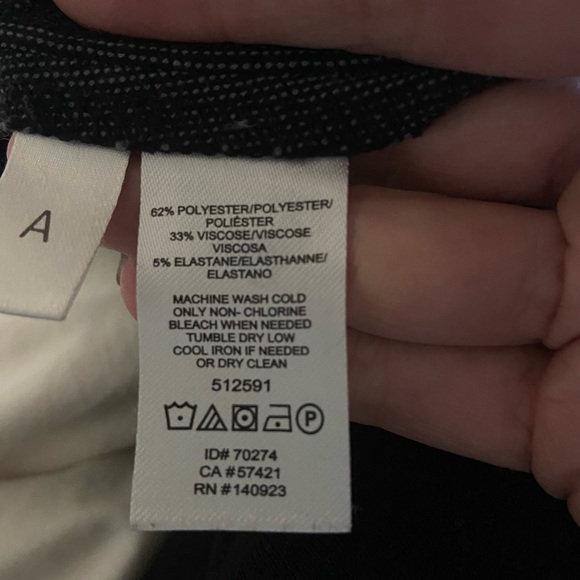 A
62% POLYESTER/POLYESTER/
POLIÉSTER
33% VISCOSE/VISCOSE
VISCOSA
5% ELASTANE/ELASTHANNE/
ELASTANO
MACHINE WASH COLD
ONLY NON- CHLORINE
BLEACH WHEN NEEDED
TUMBLE DRY LOW
COOL IRON IF NEEDED
OR DRY CLEAN
512591
P
ID# 70274
CA #57421
RN #140923